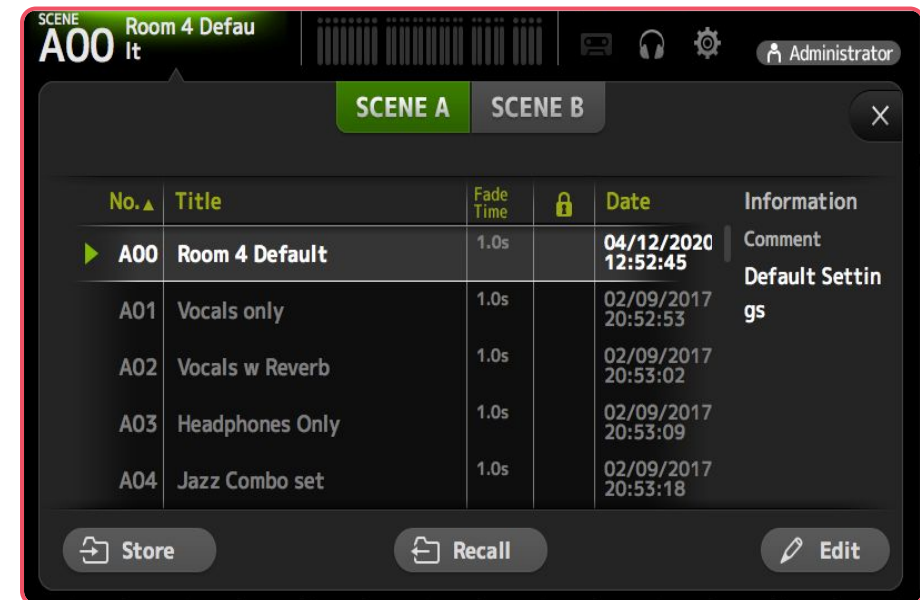 SCENE
A00 Room 4 Defau
lt
Administrator
SCENE A SCENE B
No. Title Fade Time Date Information
A00 Room 4 Default 1.0s 04/12/2020
12:52:45
Comment
Default Settin
gs
A01 Vocals only 1.0s 02/09/2017
20:52:53
A02 Vocals w Reverb 1.0s 02/09/2017
20:53:02
A03 Headphones Only 1.0s 02/09/2017
20:53:09
A04 Jazz Combo set 1.0s 02/09/2017
20:53:18
Store Recall Edit